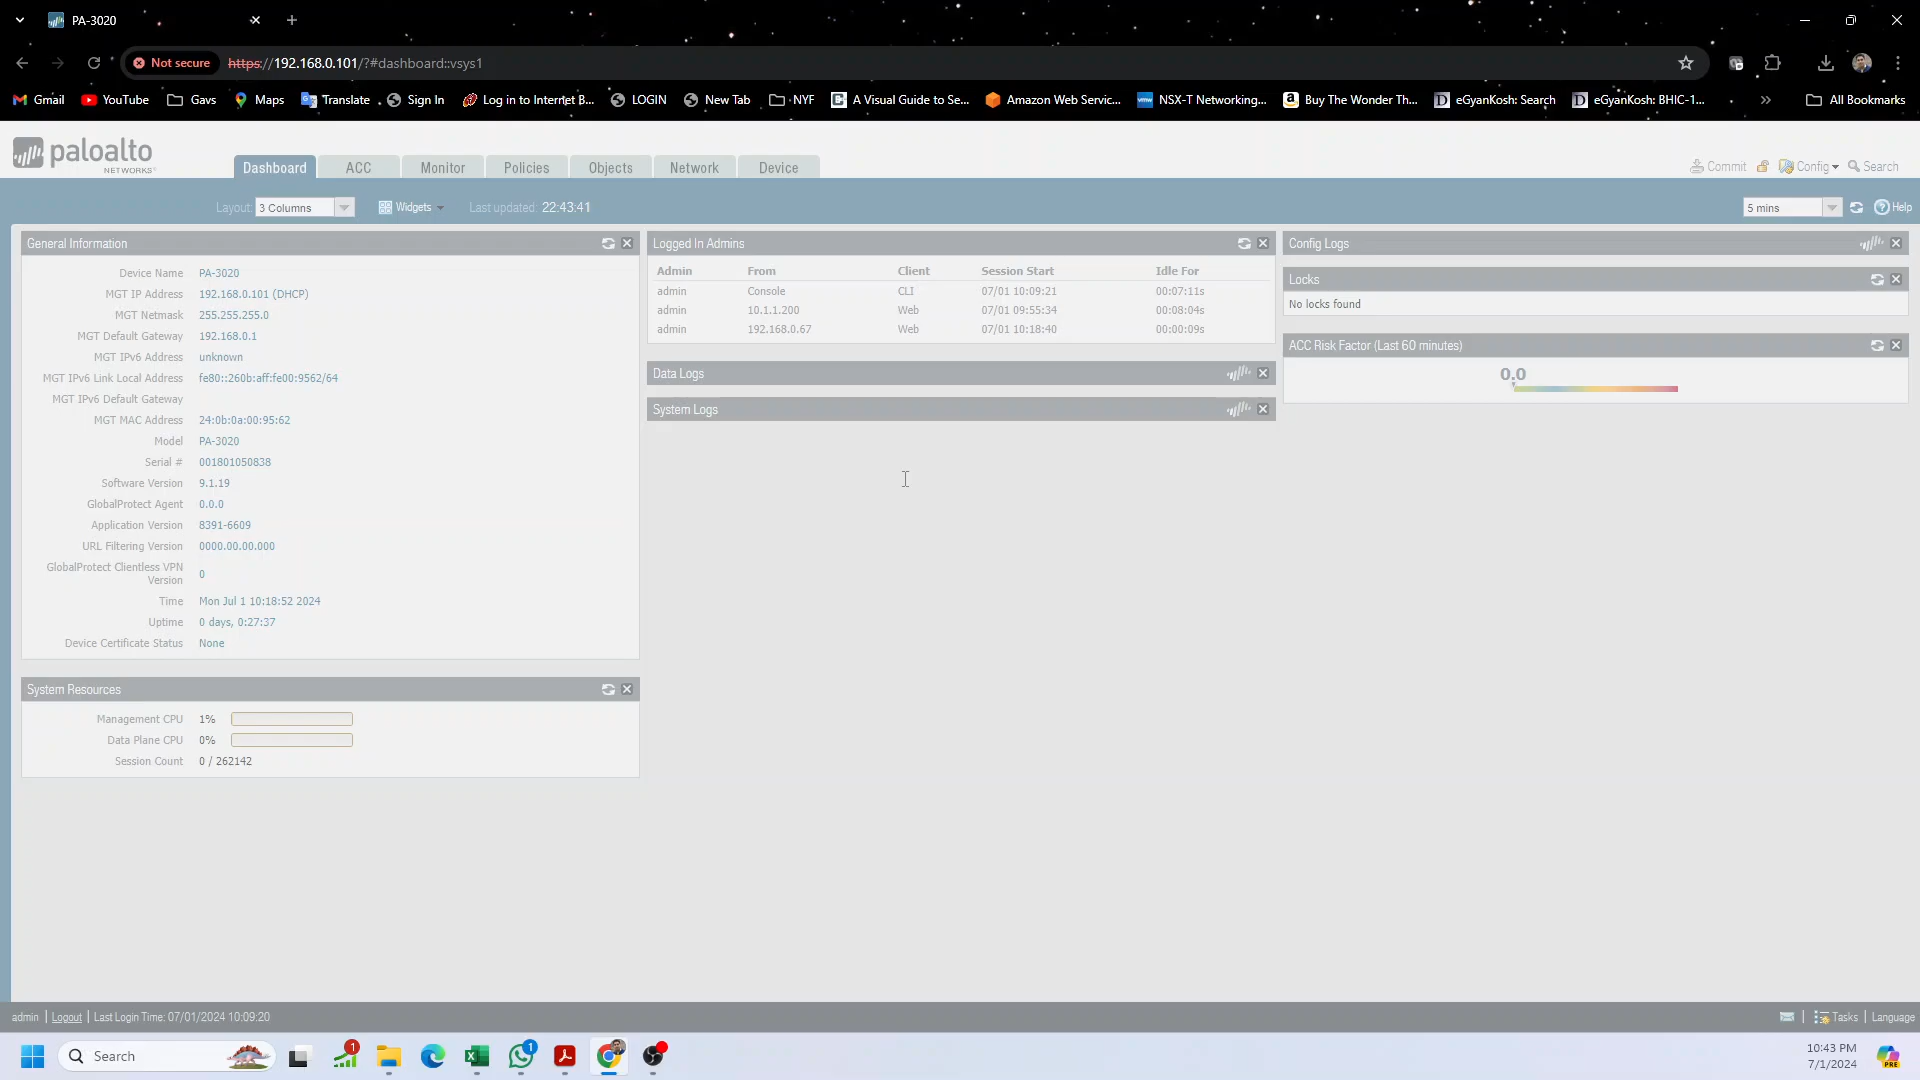 PA-3020
Not secure https://192.168.0.101/?#dashboard::vsys1
Gmail YouTube Gavs Maps Translate Sign In Log in to Internet B... LOGIN New Tab NYF A Visual Guide to Se... Amazon Web Servic... NSX-T Networking... Buy The Wonder Th... eGyanKosh: Search eGyanKosh: BHIC-1... » All Bookmarks
paloalto
NETWORKS®
Dashboard ACC Monitor Policies Objects Network Device
Commit Config Search
Layout: 3 Columns Widgets Last updated: 22:43:41 5 mins Help
General Information
Device Name PA-3020
MGT IP Address 192.168.0.101 (DHCP)
MGT Netmask 255.255.255.0
MGT Default Gateway 192.168.0.1
MGT IPv6 Address unknown
MGT IPv6 Link Local Address fe80::260b:aff:fe00:9562/64
MGT IPv6 Default Gateway
MGT MAC Address 24:0b:0a:00:95:62
Model PA-3020
Serial # 001801050838
Software Version 9.1.19
GlobalProtect Agent 0.0.0
Application Version 8391-6609
URL Filtering Version 0000.00.00.000
GlobalProtect Clientless VPN
Version 0
Time Mon Jul 1 10:18:52 2024
Uptime 0 days, 0:27:37
Device Certificate Status None
System Resources
Management CPU 1%
Data Plane CPU 0%
Session Count 0 / 262142
Logged In Admins
Admin From Client Session Start Idle For
admin Console CLI 07/01 10:09:21 00:07:11s
admin 10.1.1.200 Web 07/01 09:55:34 00:08:04s
admin 192.168.0.67 Web 07/01 10:18:40 00:00:09s
Data Logs
System Logs
Config Logs
Locks
No locks found
ACC Risk Factor (Last 60 minutes)
0.0
admin | Logout | Last Login Time: 07/01/2024 10:09:20
Tasks | Language
Search
1
1
10:43 PM
7/1/2024
PRE